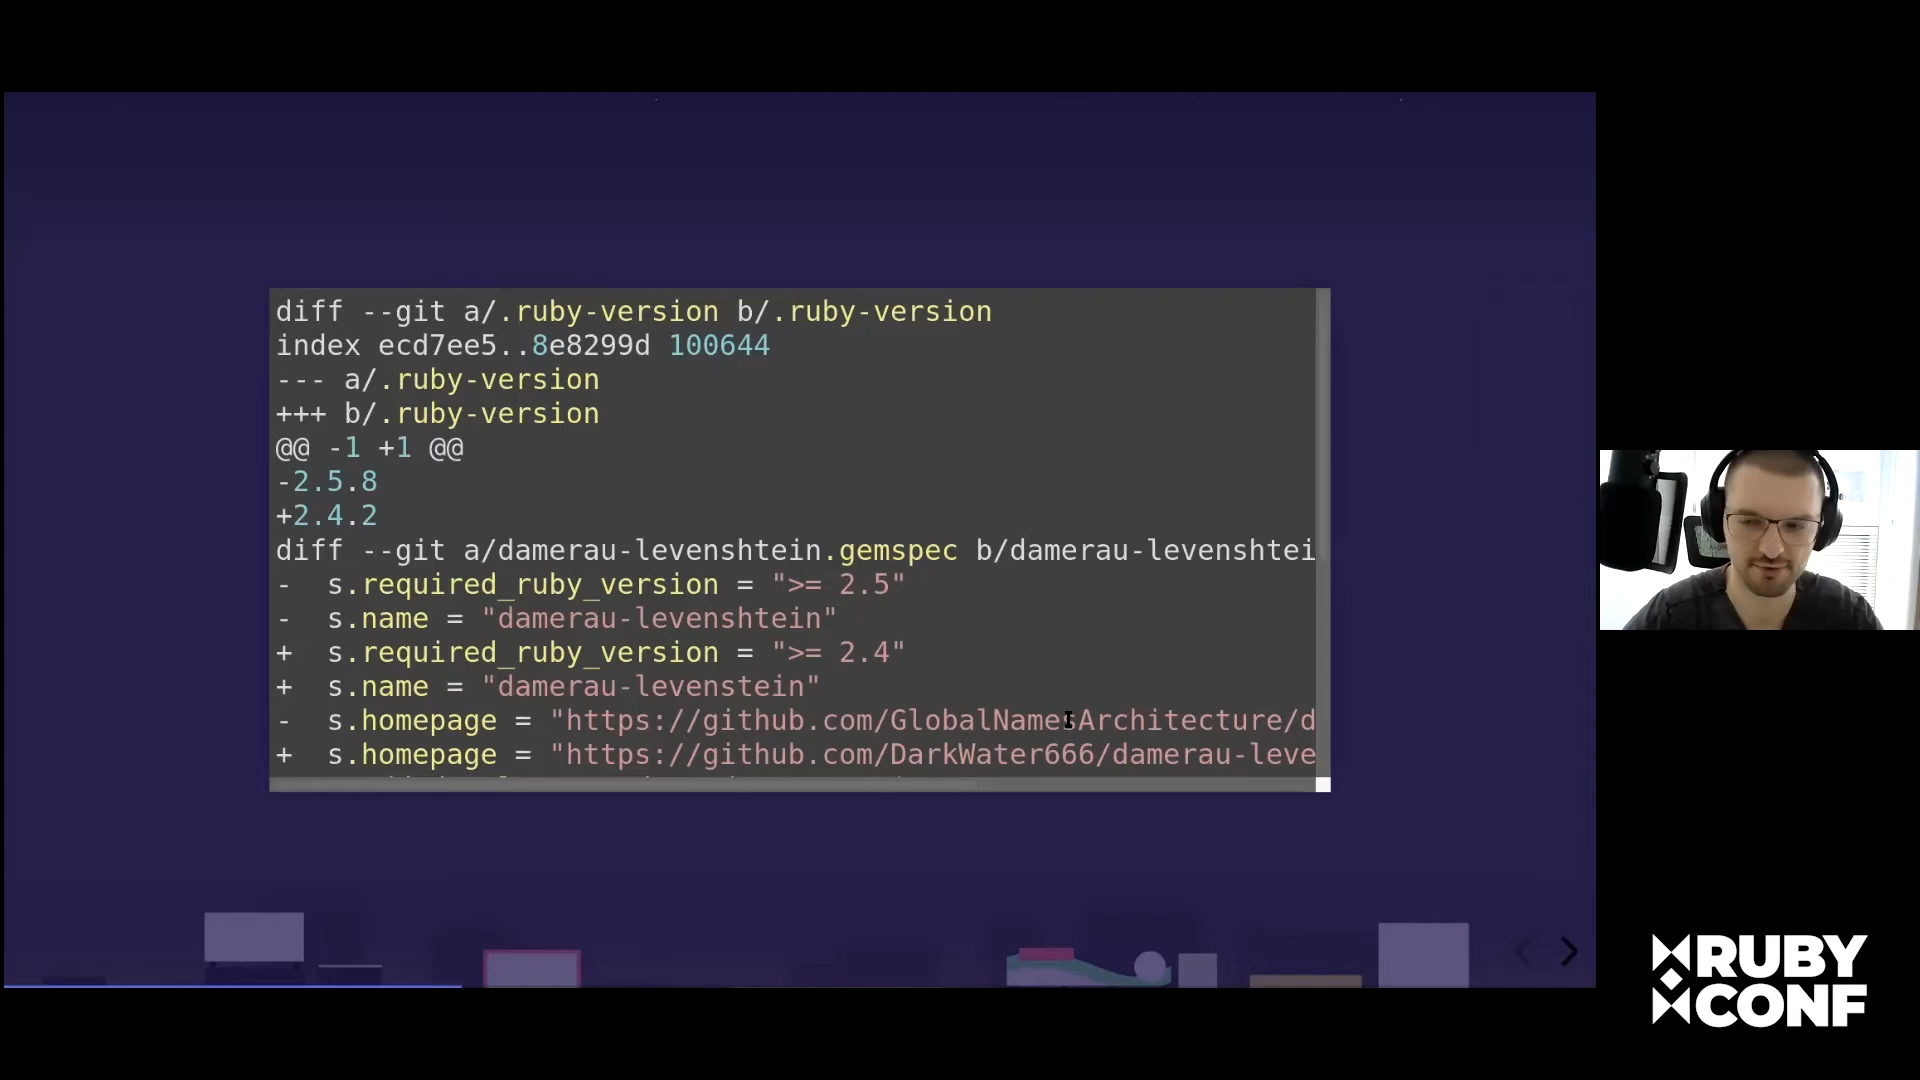 diff --git a/.ruby-version b/.ruby-version
index ecd7ee5..8e8299d 100644
--- a/.ruby-version
+++ b/.ruby-version
@@ -1 +1 @@
-2.5.8
+2.4.2
diff --git a/damerau-levenshtein.gemspec b/damerau-levenshtei
-  s.required_ruby_version = ">= 2.5"
-  s.name = "damerau-levenshtein"
+  s.required_ruby_version = ">= 2.4"
+  s.name = "damerau-levenstein"
-  s.homepage = "https://github.com/GlobalNamesArchitecture/d
+  s.homepage = "https://github.com/DarkWater666/damerau-leve
RUBY
CONF